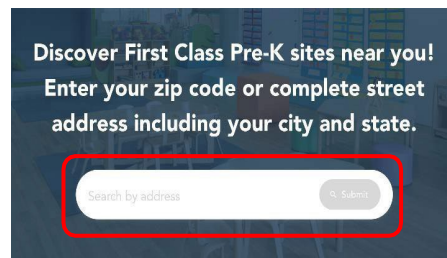 Discover First Class Pre-K sites near you!
Enter your zip code or complete street
address including your city and state.
Search by address
Submit